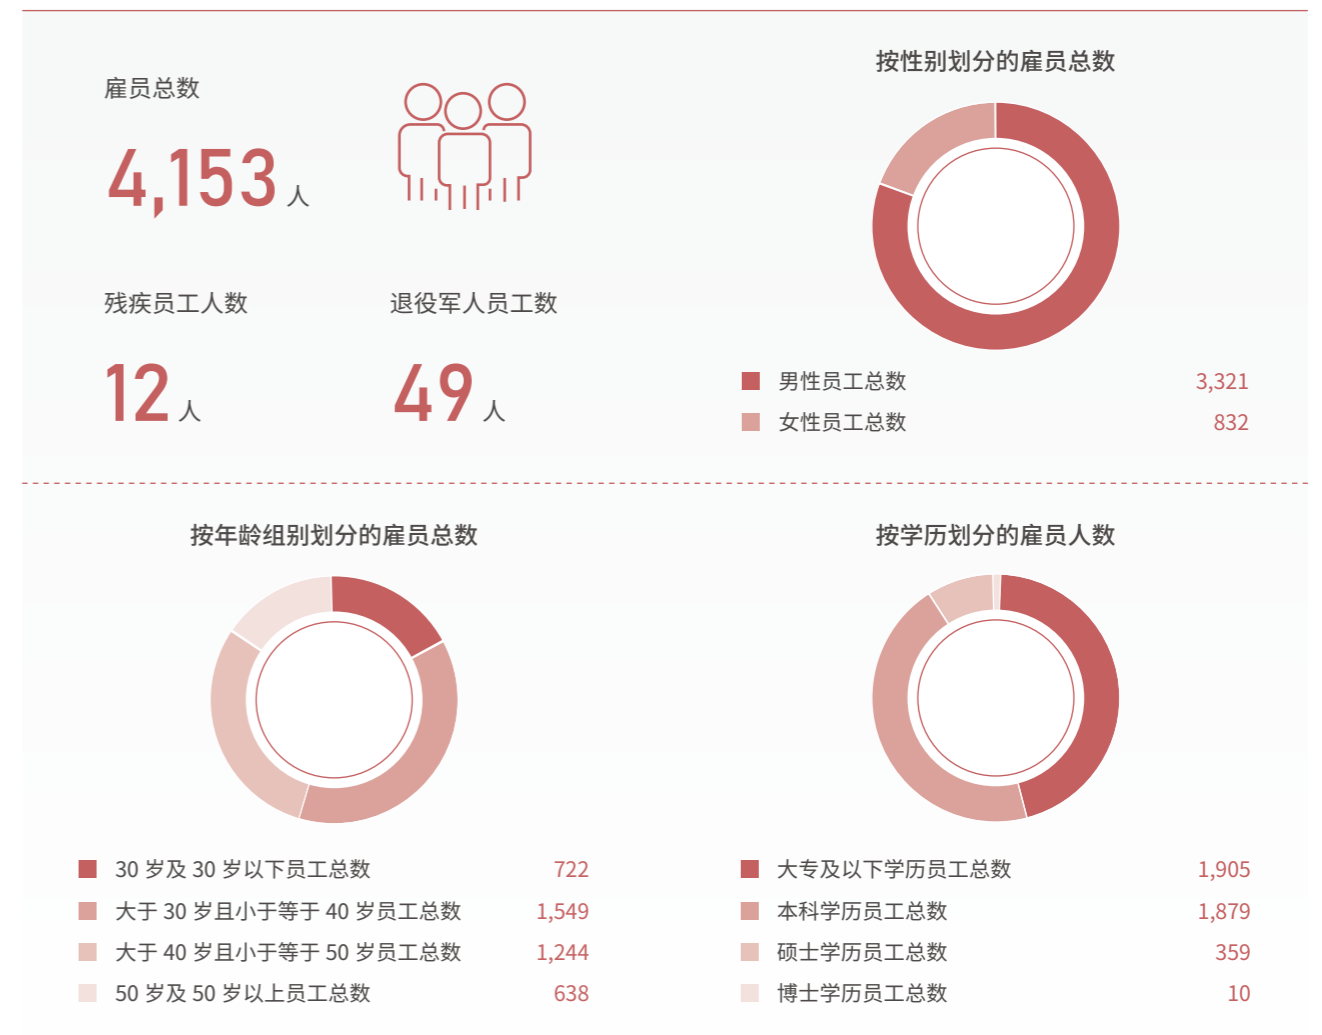 雇员总数
4,153 人
残疾员工人数
12 人
退役军人员工数
49 人
按性别划分的雇员总数
男性员工总数 3,321
女性员工总数 832
按年龄组别划分的雇员总数
30 岁及 30 岁以下员工总数 722
大于 30 岁且小于等于 40 岁员工总数 1,549
大于 40 岁且小于等于 50 岁员工总数 1,244
50 岁及 50 岁以上员工总数 638
按学历划分的雇员人数
大专及以下学历员工总数 1,905
本科学历员工总数 1,879
硕士学历员工总数 359
博士学历员工总数 10